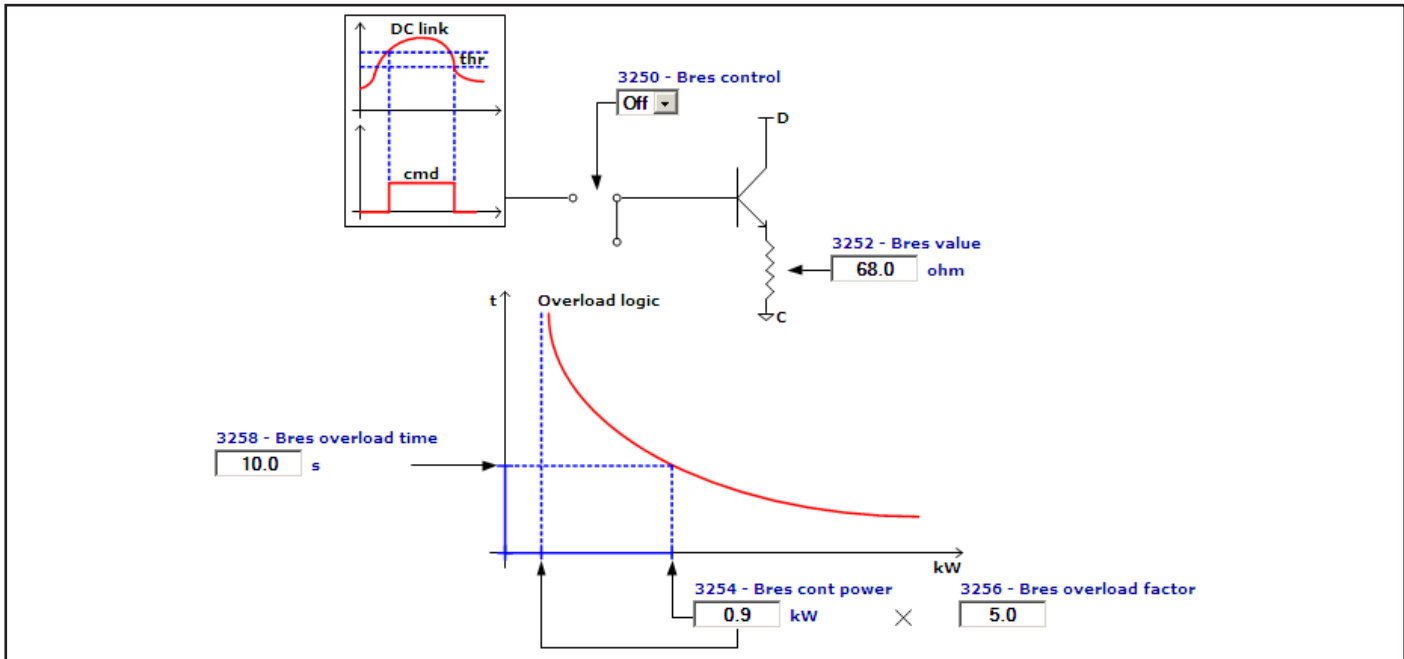 DC link
thr
cmd
3250 - Bres control
Off
D
3252 - Bres value
68.0 ohm
C
t
Overload logic
3258 - Bres overload time
10.0 s
kW
3254 - Bres cont power
0.9 kW
3256 - Bres overload factor
5.0